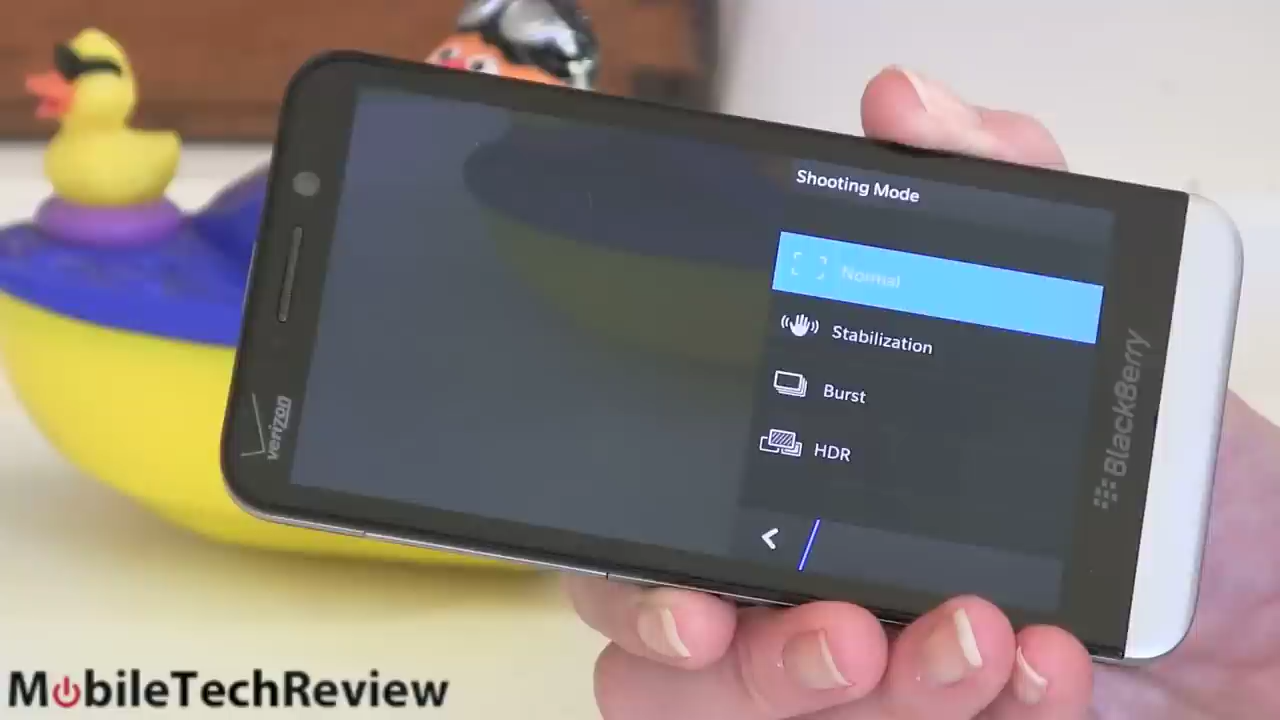 Shooting Mode
Normal
Stabilization
Burst
HDR
verizon
BlackBerry
MobileTechReview